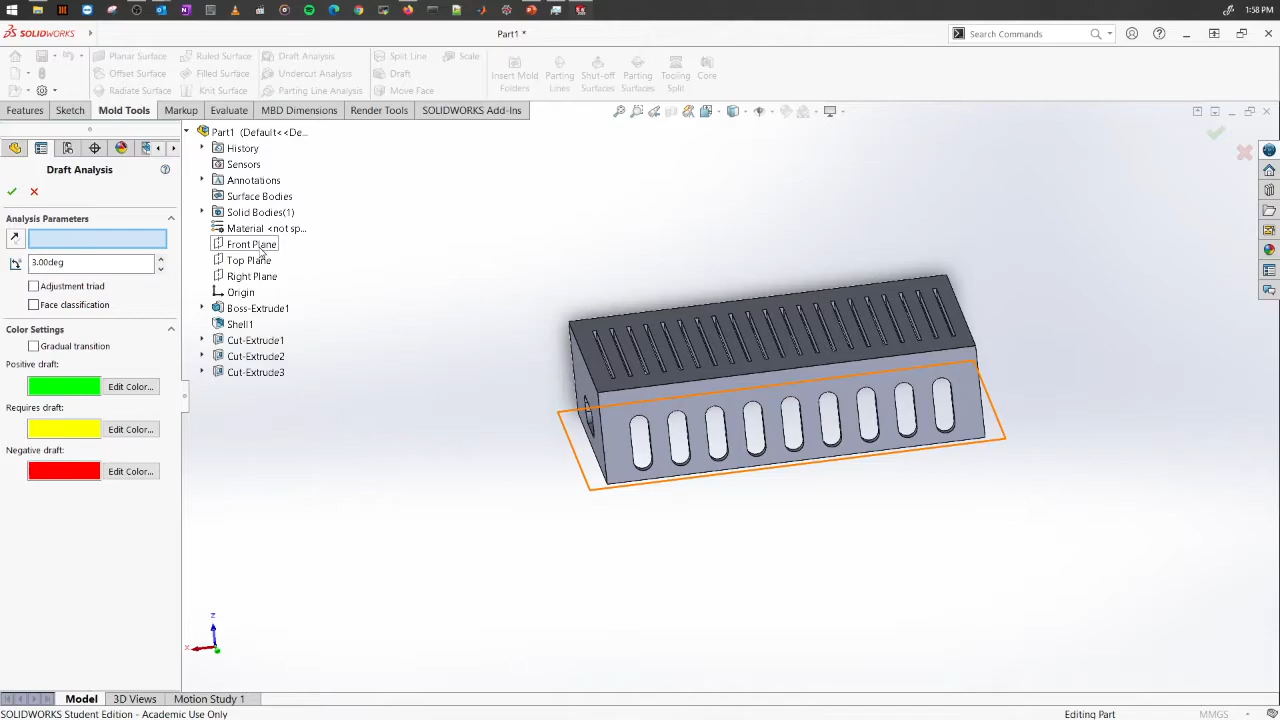 1:58 PM
SOLIDWORKS
Part1 *
Search Commands
Planar Surface
Ruled Surface
Draft Analysis
Split Line
Scale
Offset Surface
Filled Surface
Undercut Analysis
Draft
Radiate Surface
Knit Surface
Parting Line Analysis
Move Face
Insert Mold Folders
Parting Lines
Shut-off Surfaces
Parting Surfaces
Tooling Split
Core
Features
Sketch
Mold Tools
Markup
Evaluate
MBD Dimensions
Render Tools
SOLIDWORKS Add-Ins
Draft Analysis
Analysis Parameters
3.00deg
Adjustment triad
Face classification
Color Settings
Gradual transition
Positive draft:
Edit Color...
Requires draft:
Edit Color...
Negative draft:
Edit Color...
Part1 (Default<<De...
History
Sensors
Annotations
Surface Bodies
Solid Bodies(1)
Material <not sp...
Front Plane
Top Plane
Right Plane
Origin
Boss-Extrude1
Shell1
Cut-Extrude1
Cut-Extrude2
Cut-Extrude3
z
x
Model
3D Views
Motion Study 1
SOLIDWORKS Student Edition - Academic Use Only
Editing Part
MMGS